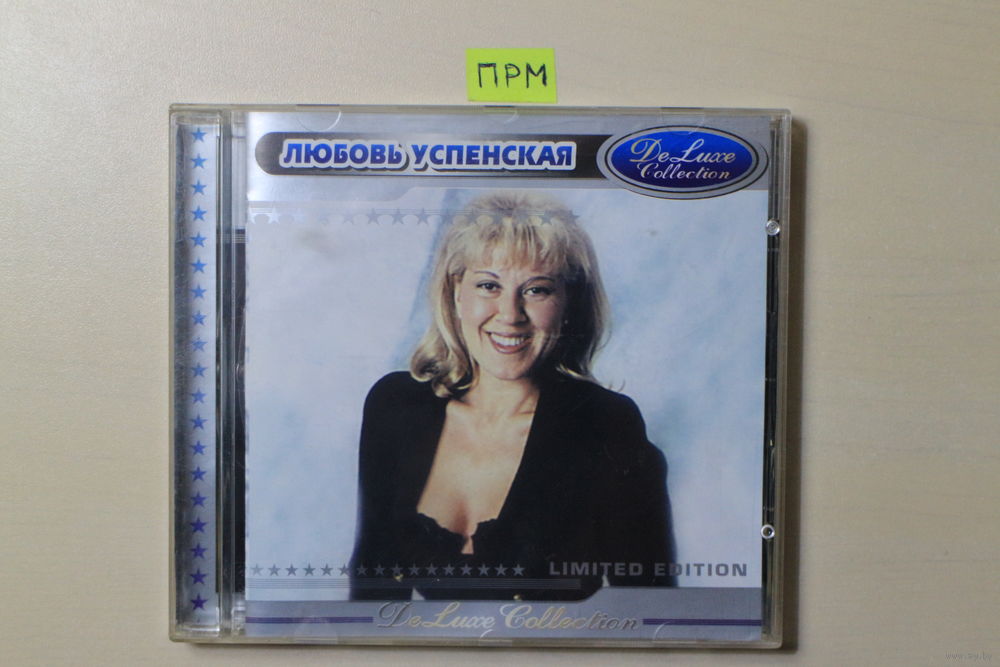 ПРМ
ЛЮБОВЬ УСПЕНСКАЯ
DeLuxe
Collection
LIMITED EDITION
DeLuxe Collection